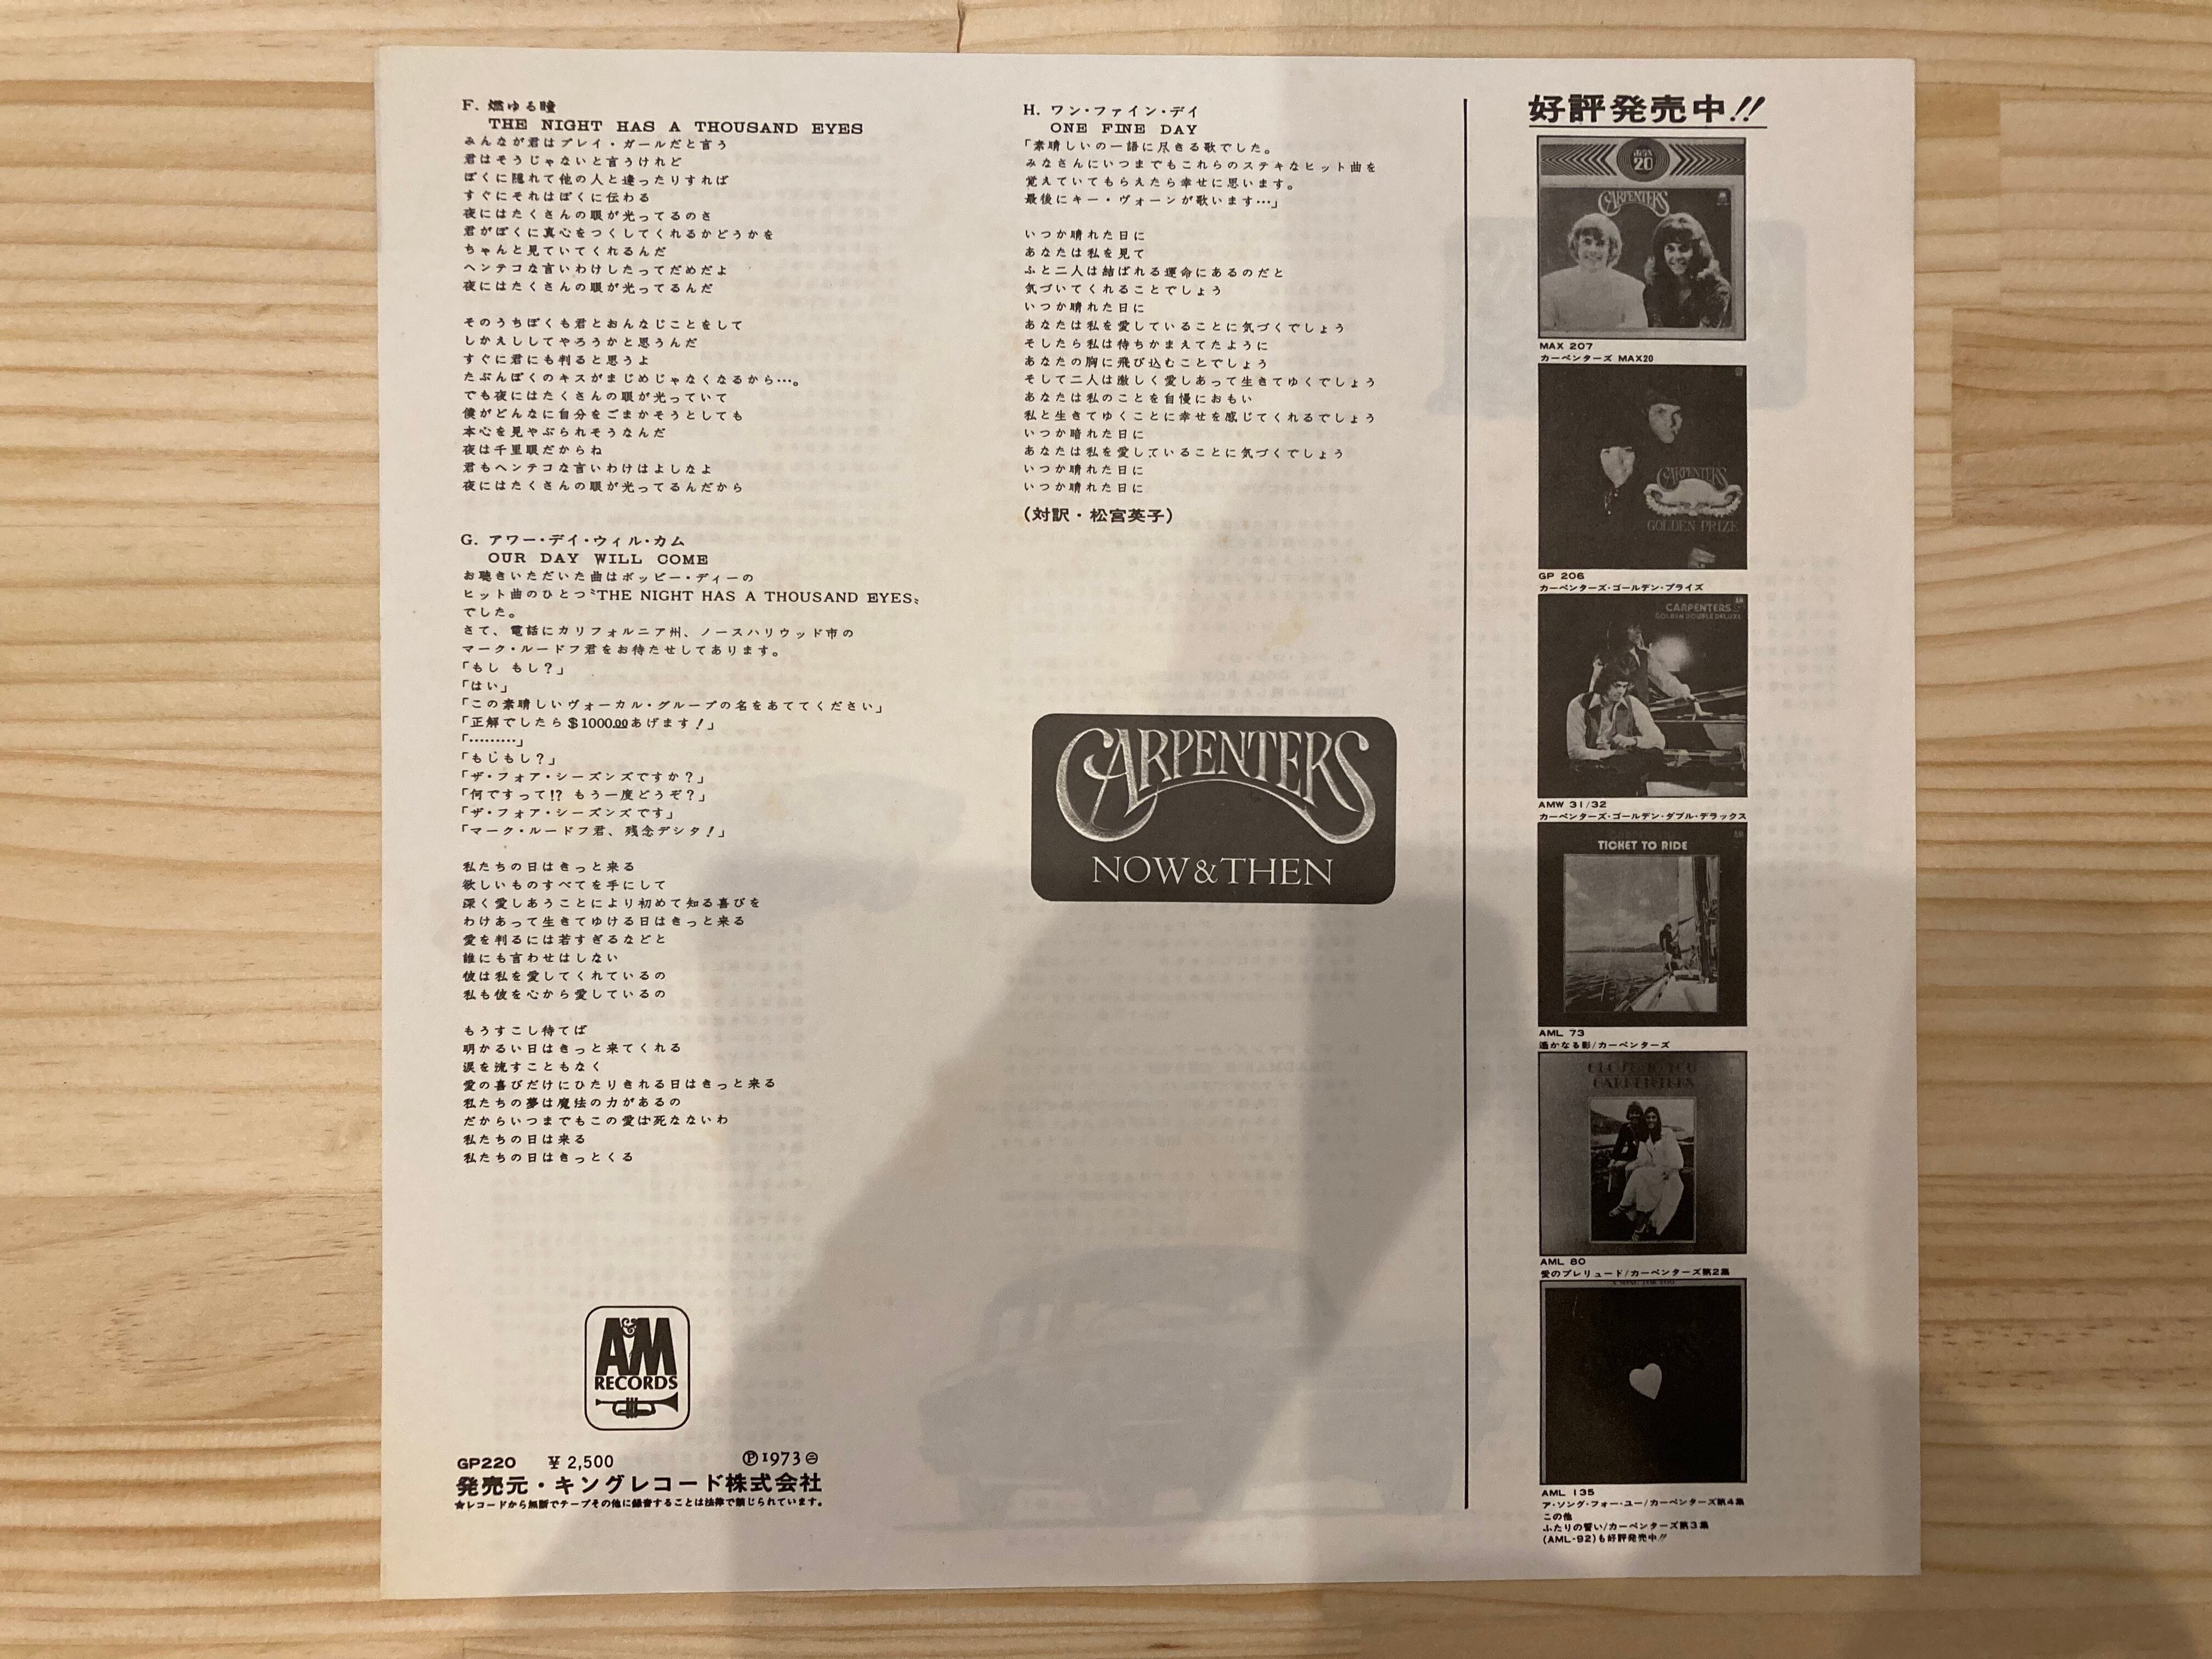 F. 燃ゆる瞳
THE NIGHT HAS A THOUSAND EYES
みんなが君はプレイ・ガールだと言う
君はそうじゃないと言うけれど
ぼくに隠れて他の人と逢ったりすれば
すぐにそれはぼくに伝わる
夜にはたくさんの眼が光ってるのさ
君がぼくに真心をつくしてくれるかどうかを
ちゃんと見ていてくれるんだ
ヘンテコな言いわけしたってだめだよ
夜にはたくさんの眼が光ってるんだ
そのうちぼくも君とおんなじことをして
しかえししてやろうかと思うんだ
すぐに君にも判ると思うよ
たぶんぼくのキスがまじめじゃなくなるから…。
でも夜にはたくさんの眼が光っていて
僕がどんなに自分をごまかそうとしても
本心を見やぶられそうなんだ
夜は千里眼だからね
君もヘンテコな言いわけはよしなよ
夜にはたくさんの眼が光ってるんだから
G. アワー・デイ・ウィル・カム
OUR DAY WILL COME
お聴きいただいた曲はボッビー・ディーの
ヒット曲のひとつ〝THE NIGHT HAS A THOUSAND EYES〟
でした。
さて、電話にカリフォルニア州、ノースハリウッド市の
マーク・ルードフ君をお待たせしてあります。
「もし もし?」
「はい」
「この素晴しいヴォーカル・グループの名をあててください」
「正解でしたら$1000.00あげます!」
「………」
「もしもし?」
「ザ・フォア・シーズンズですか?」
「何ですって!? もう一度どうぞ?」
「ザ・フォア・シーズンズです」
「マーク・ルードフ君、残念デシタ!」
私たちの日はきっと来る
欲しいものすべてを手にして
深く愛しあうことにより初めて知る喜びを
わけあって生きてゆける日はきっと来る
愛を判るには若すぎるなどと
誰にも言わせはしない
彼は私を愛してくれているの
私も彼を心から愛しているの
もうすこし待てば
明かるい日はきっと来てくれる
涙を流すこともなく
愛の喜びだけにひたりきれる日はきっと来る
私たちの夢は魔法の力があるの
だからいつまでもこの愛は死なないわ
私たちの日は来る
私たちの日はきっとくる
A&M
RECORDS
GP220 ¥2,500 Ⓟ1973㊁
発売元・キングレコード株式会社
★レコードから無断でテープその他に録音することは法律で禁じられています。
H. ワン・ファイン・デイ
ONE FINE DAY
「素晴しいの一語に尽きる歌でした。
みなさんにいつまでもこれらのステキなヒット曲を
覚えていてもらえたら幸せに思います。
最後にキー・ヴォーンが歌います…」
いつか晴れた日に
あなたは私を見て
ふと二人は結ばれる運命にあるのだと
気づいてくれることでしょう
いつか晴れた日に
あなたは私を愛していることに気づくでしょう
そしたら私は待ちかまえてたように
あなたの胸に飛び込むことでしょう
そして二人は激しく愛しあって生きてゆくでしょう
あなたは私のことを自慢におもい
私と生きてゆくことに幸せを感じてくれるでしょう
いつか暗れた日に
あなたは私を愛していることに気づくでしょう
いつか晴れた日に
いつか晴れた日に
(対訳・松宮英子)
CARPENTERS
NOW&THEN
好評発売中!!
MAX
20
CARPENTERS
MAX 207
カーペンターズ MAX20
CARPENTERS
GOLDEN PRIZE
GP 206
カーペンターズ・ゴールデン・プライズ
CARPENTERS
GOLDEN DOUBLE DELUXE
AMW 31/32
カーペンターズ・ゴールデン・ダブル・デラックス
TICKET TO RIDE
AML 73
遥かなる影/カーペンターズ
CLOSE TO YOU
CARPENTERS
AML 80
愛のプレリュード/カーペンターズ第2集
A SONG FOR YOU
AML 135
ア・ソング・フォー・ユー/カーペンターズ第4集
この他
ふたりの誓い/カーペンターズ第3集
(AML-92)も好評発売中!!